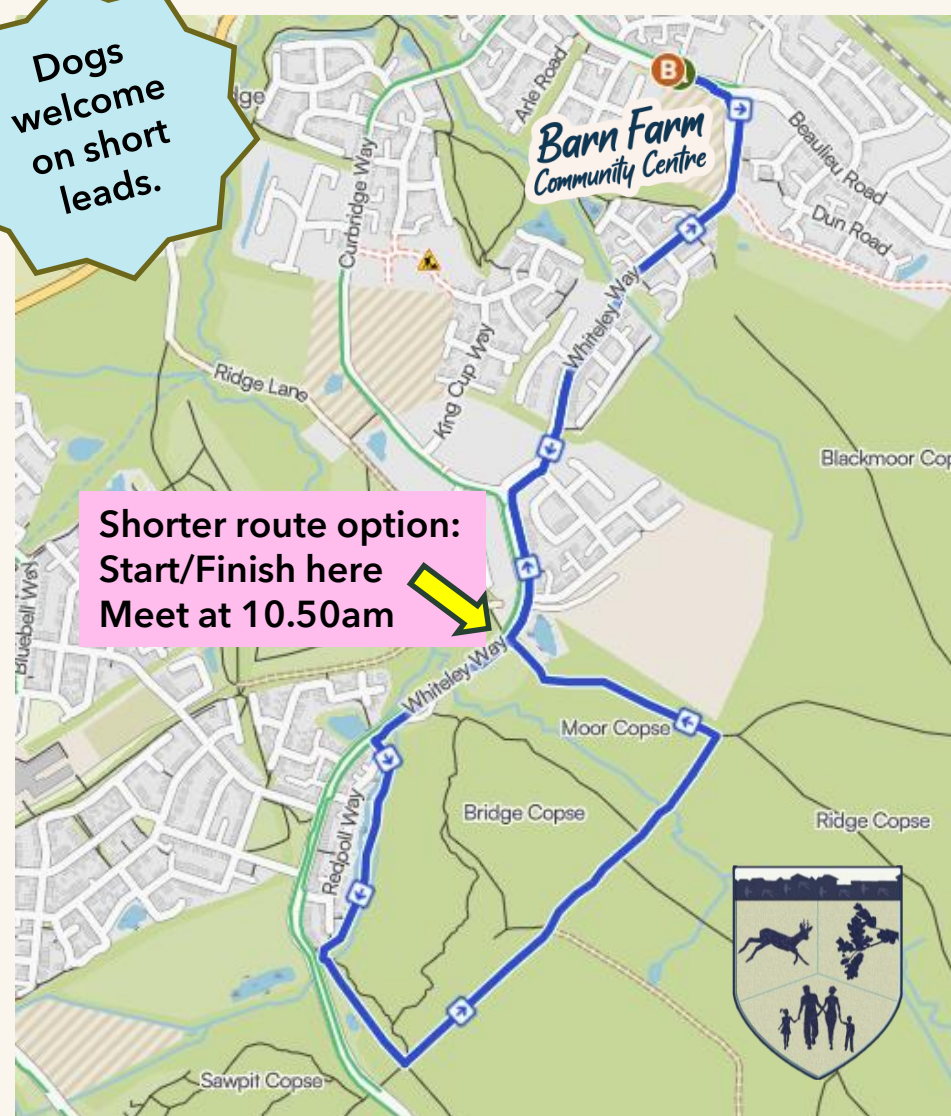 Dogs
welcome
on short
leads.
dge
Arle Road
B
Barn Farm
Community Centre
Beaulieu Road
Dun Road
Curbridge Way
Whiteley Way
King Cup Way
Ridge Lane
Blackmoor Cop
Shorter route option:
Start/Finish here
Meet at 10.50am
Bluebell Way
Whiteley Way
Moor Copse
Bridge Copse
Ridge Copse
Redpoll Way
Sawpit Copse